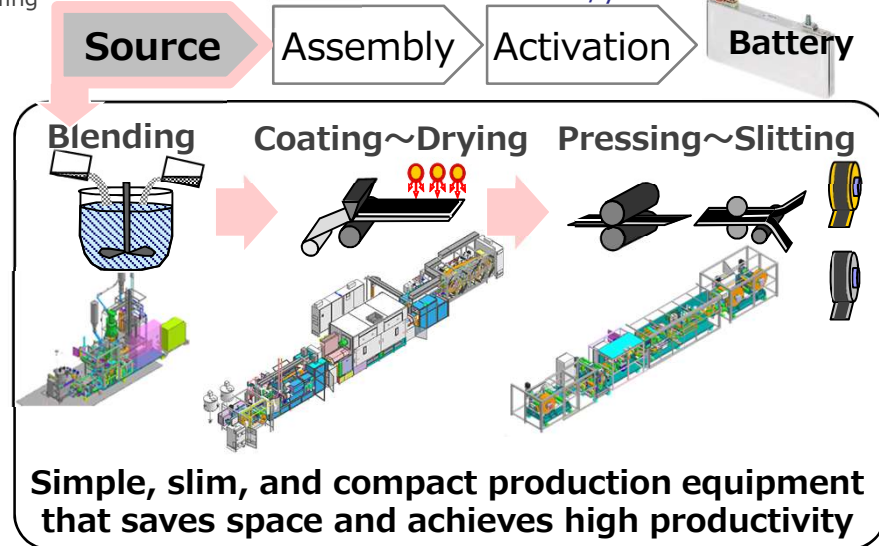 ring
Source
Assembly
Activation
Battery
Blending
Coating～Drying
Pressing～Slitting
Simple, slim, and compact production equipment
that saves space and achieves high productivity